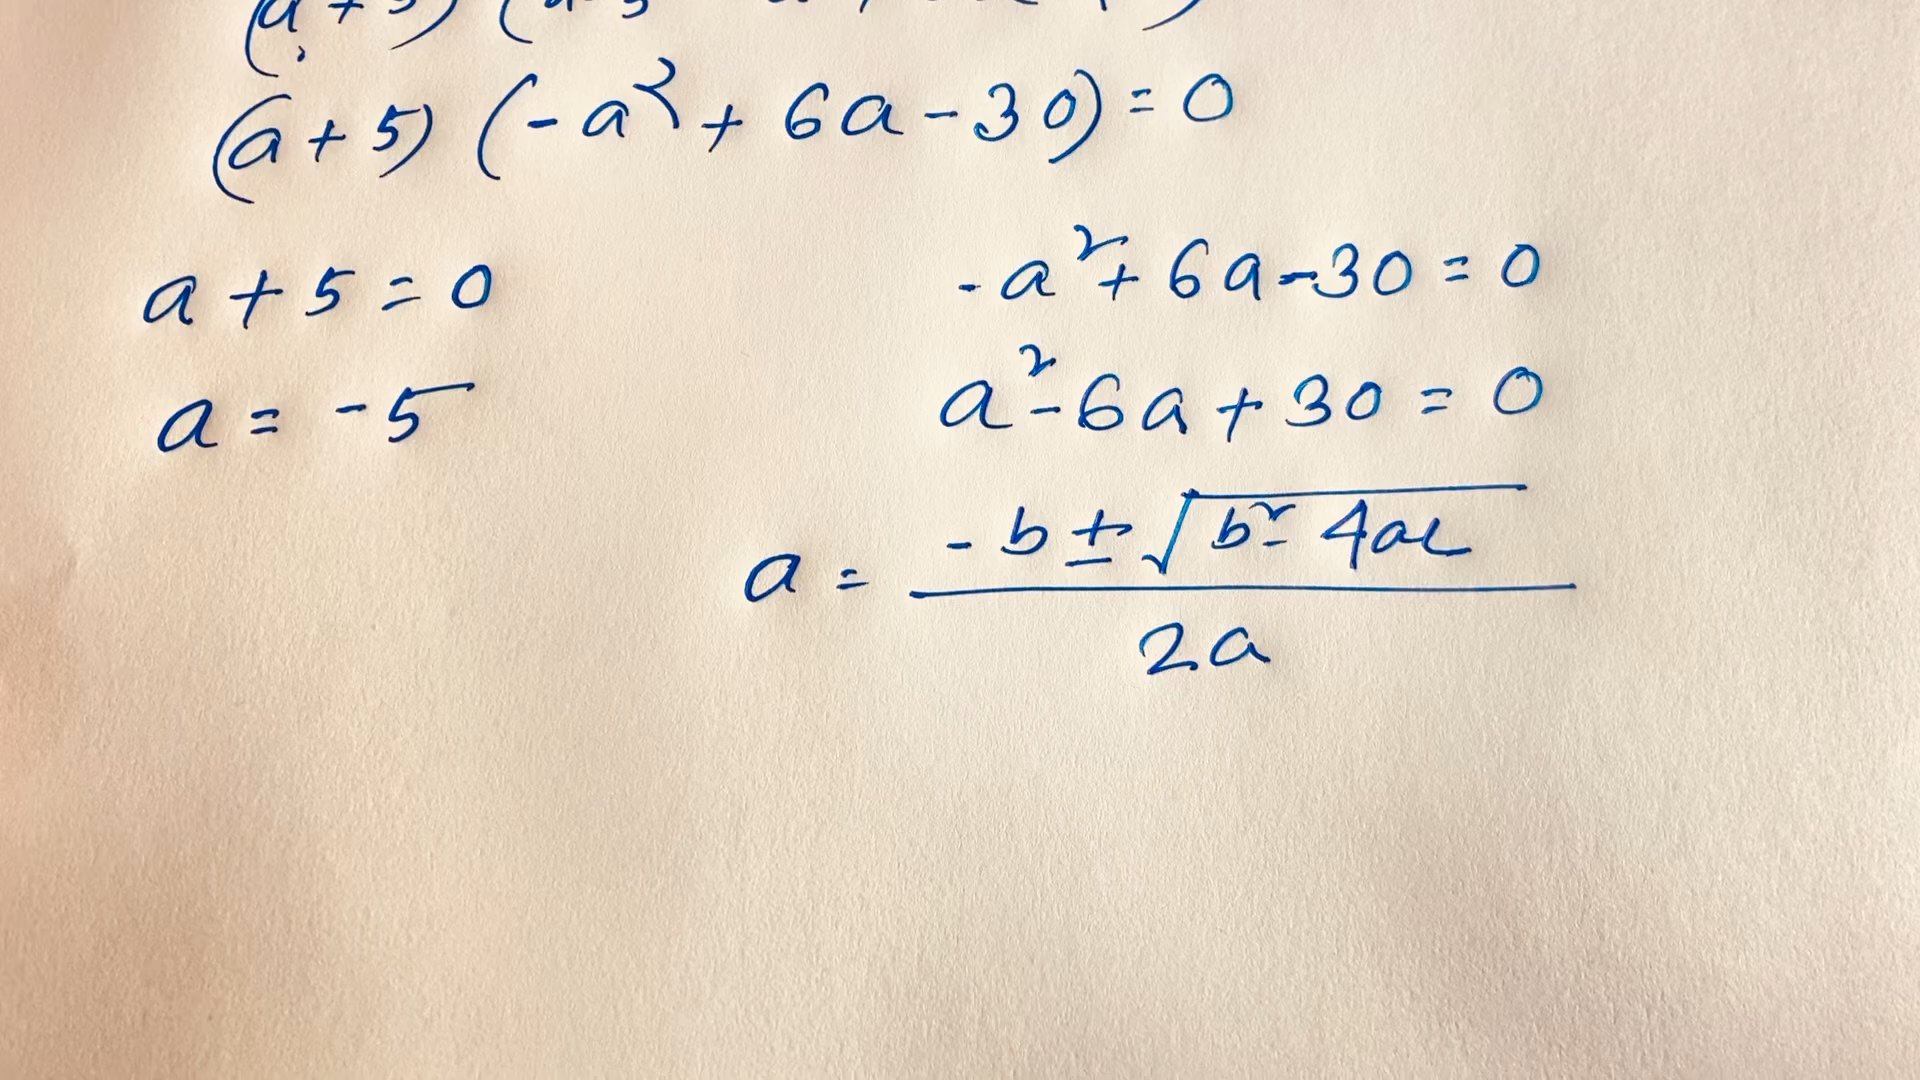 (a + 5) (-a² + 6a - 30) = 0
a + 5 = 0
-a² + 6a - 30 = 0
a = -5
a² - 6a + 30 = 0
a = (-b ± √(b² - 4ac)) / 2a